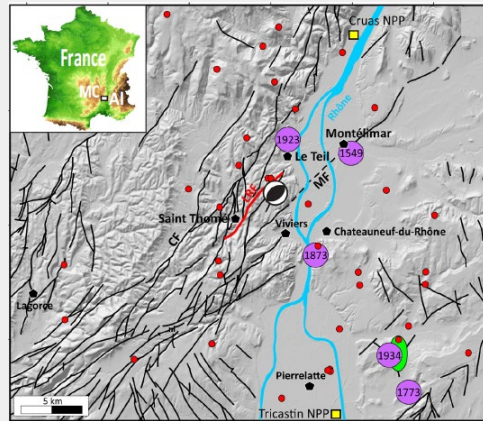 Cruas NPP
France
MC
Al
Rhône
1923
Montélimar
Le Teil
1549
MF
LRF
Saint Thomé
Viviers
Chateauneuf-du-Rhône
CF
1873
Lagorce
1934
Pierrelatte
1773
5 km
Tricastin NPP